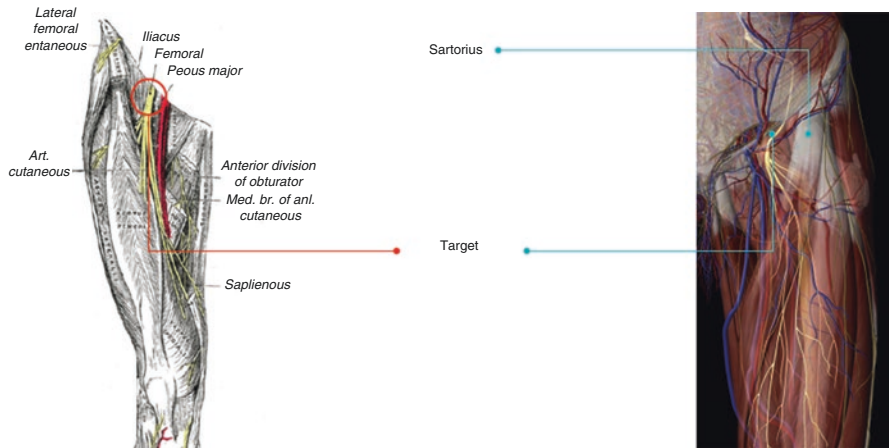 Lateral
femoral
entaneous
Iliacus
Femoral
Peous major
Sartorius
Art.
cutaneous
Anterior division
of obturator
Med. br. of anl.
cutaneous
Target
Saplienous